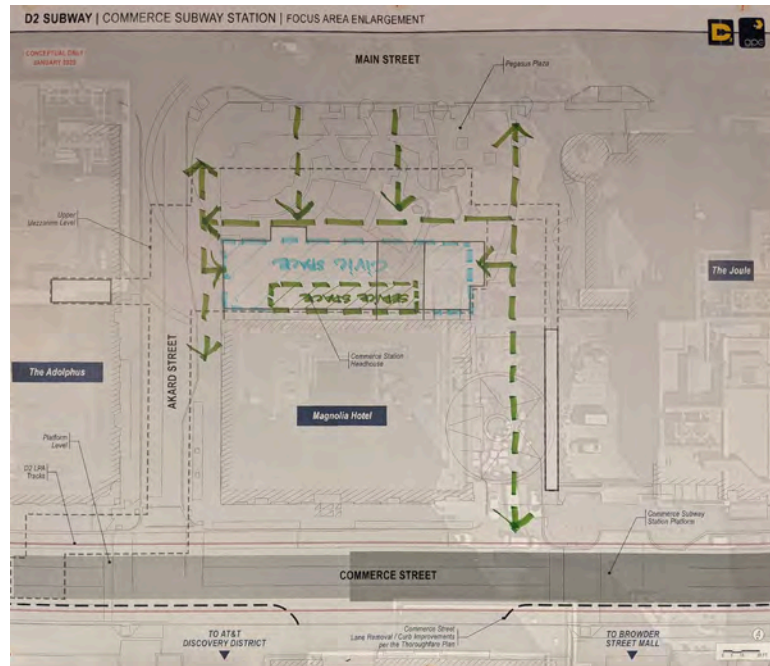 D2 SUBWAY | COMMERCE SUBWAY STATION | FOCUS AREA ENLARGEMENT
CONCEPTUAL ONLY
MAIN STREET
Pegasus Plaza
Upper
Mezzanine Level
CIVIC SPACE
SERVICE SPACE
The Joule
The Adolphus
AKARD STREET
Commerce Station
Headhouse
Magnolia Hotel
Platform
Level
D2 LPA
Tracks
Commerce Subway
Station Platform
COMMERCE STREET
TO AT&T
DISCOVERY DISTRICT
Commerce Street
Lane Removal / Curb Improvements
per the Thoroughfare Plan
TO BROWDER
STREET MALL